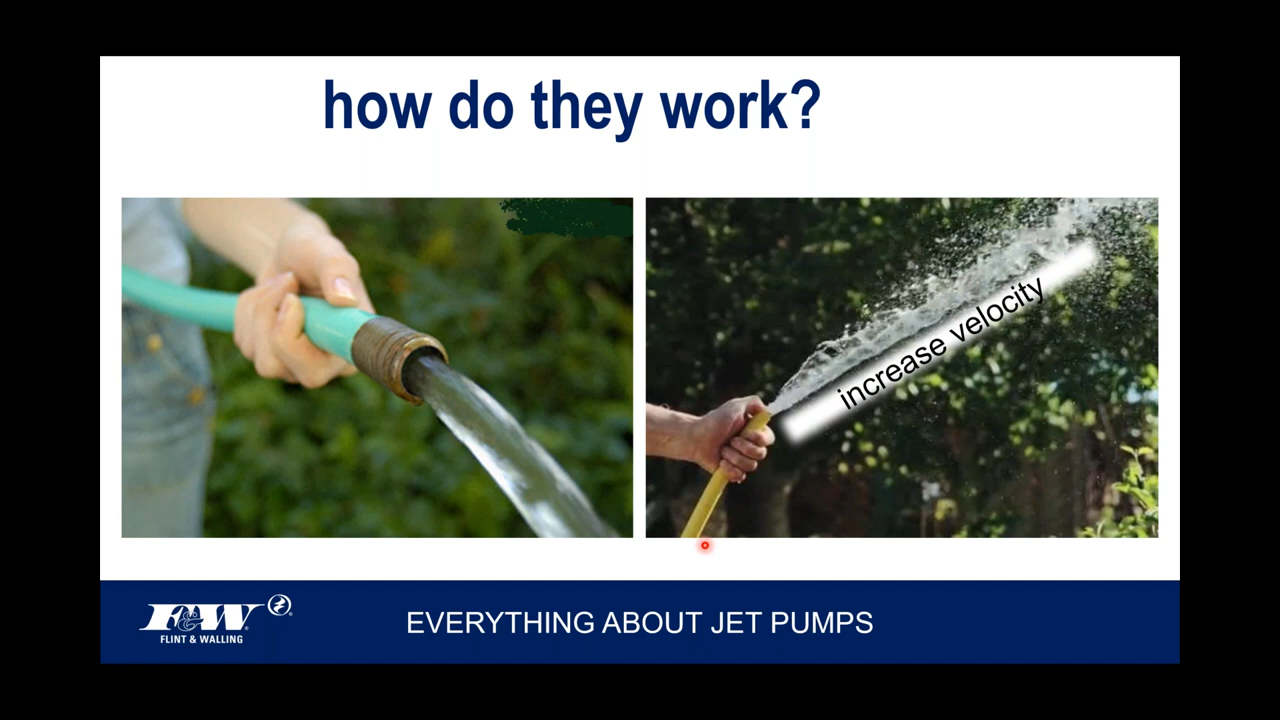 how do they work?
increase velocity
F&W
FLINT & WALLING
EVERYTHING ABOUT JET PUMPS